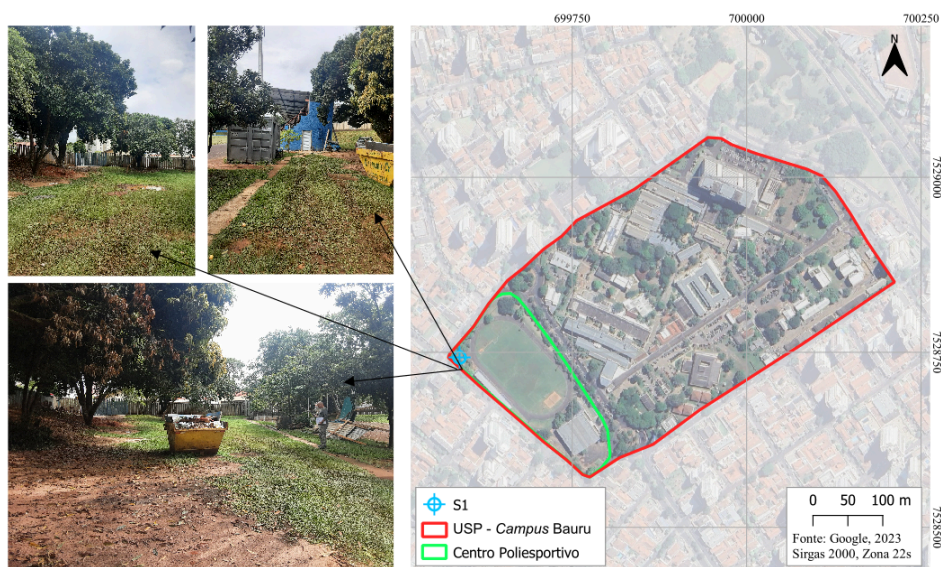 699750
700000
700250
N
7529000
7528750
7528500
S1
USP - Campus Bauru
Centro Poliesportivo
0 50 100 m
Fonte: Google, 2023
Sirgas 2000, Zona 22s